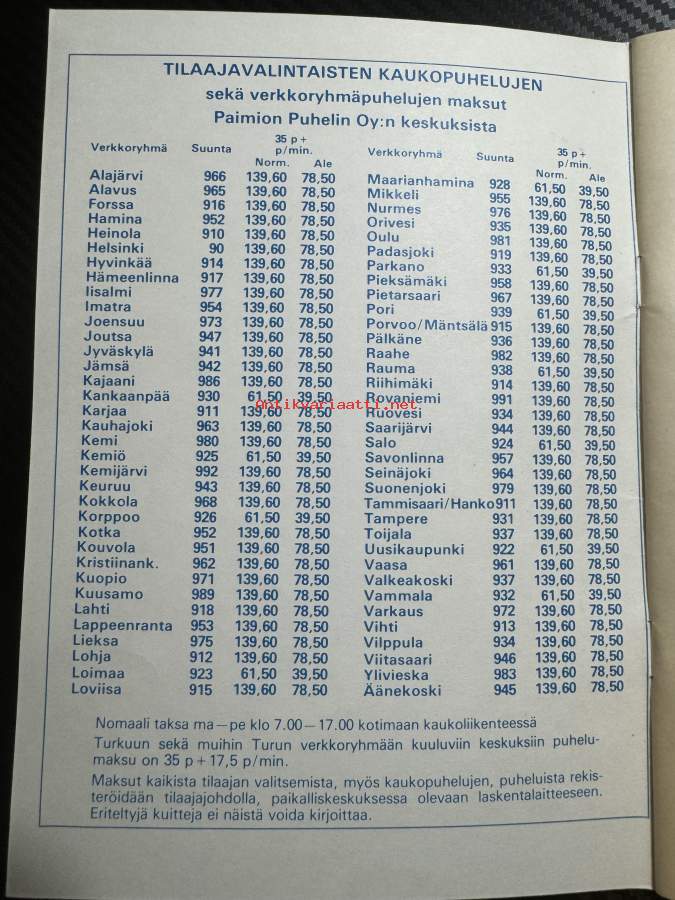 TILAAJAVALINTAISTEN KAUKOPUHELUJEN
sekä verkkoryhmäpuhelujen maksut
Paimion Puhelin Oy:n keskuksista
Verkkoryhmä Suunta 35 p + p/min. Norm. Ale
Alajärvi 966 139,60 78,50
Alavus 965 139,60 78,50
Forssa 916 139,60 78,50
Hamina 952 139,60 78,50
Heinola 910 139,60 78,50
Helsinki 90 139,60 78,50
Hyvinkää 914 139,60 78,50
Hämeenlinna 917 139,60 78,50
Iisalmi 977 139,60 78,50
Imatra 954 139,60 78,50
Joensuu 973 139,60 78,50
Joutsa 947 139,60 78,50
Jyväskylä 941 139,60 78,50
Jämsä 942 139,60 78,50
Kajaani 986 139,60 78,50
Kankaanpää 930 61,50 39,50
Karjaa 911 139,60 78,50
Kauhajoki 963 139,60 78,50
Kemi 980 139,60 78,50
Kemiö 925 61,50 39,50
Kemijärvi 992 139,60 78,50
Keuruu 943 139,60 78,50
Kokkola 968 139,60 78,50
Korppoo 926 61,50 39,50
Kotka 952 139,60 78,50
Kouvola 951 139,60 78,50
Kristiinank. 962 139,60 78,50
Kuopio 971 139,60 78,50
Kuusamo 989 139,60 78,50
Lahti 918 139,60 78,50
Lappeenranta 953 139,60 78,50
Lieksa 975 139,60 78,50
Lohja 912 139,60 78,50
Loimaa 923 61,50 39,50
Loviisa 915 139,60 78,50
Verkkoryhmä Suunta 35 p + p/min. Norm. Ale
Maarianhamina 928 61,50 39,50
Mikkeli 955 139,60 78,50
Nurmes 976 139,60 78,50
Orivesi 935 139,60 78,50
Oulu 981 139,60 78,50
Padasjoki 919 139,60 78,50
Parkano 933 61,50 39,50
Pieksämäki 958 139,60 78,50
Pietarsaari 967 139,60 78,50
Pori 939 61,50 39,50
Porvoo/Mäntsälä 915 139,60 78,50
Pälkäne 936 139,60 78,50
Raahe 982 139,60 78,50
Rauma 938 61,50 39,50
Riihimäki 914 139,60 78,50
Rovaniemi 991 139,60 78,50
Ruovesi 934 139,60 78,50
Saarijärvi 944 139,60 78,50
Salo 924 61,50 39,50
Savonlinna 957 139,60 78,50
Seinäjoki 964 139,60 78,50
Suonenjoki 979 139,60 78,50
Tammisaari/Hanko 911 139,60 78,50
Tampere 931 139,60 78,50
Toijala 937 139,60 78,50
Uusikaupunki 922 61,50 39,50
Vaasa 961 139,60 78,50
Valkeakoski 937 139,60 78,50
Vammala 932 61,50 39,50
Varkaus 972 139,60 78,50
Vihti 913 139,60 78,50
Vilppula 934 139,60 78,50
Viitasaari 946 139,60 78,50
Ylivieska 983 139,60 78,50
Äänekoski 945 139,60 78,50
Antikvariaatti.net
Nomaali taksa ma—pe klo 7.00—17.00 kotimaan kaukoliikenteessä
Turkuun sekä muihin Turun verkkoryhmään kuuluviin keskuksiin puhelu-
maksu on 35 p + 17,5 p/min.
Maksut kaikista tilaajan valitsemista, myös kaukopuhelujen, puheluista rekis-
teröidään tilaajajohdolla, paikalliskeskuksessa olevaan laskentalaitteeseen.
Eriteltyjä kuitteja ei näistä voida kirjoittaa.